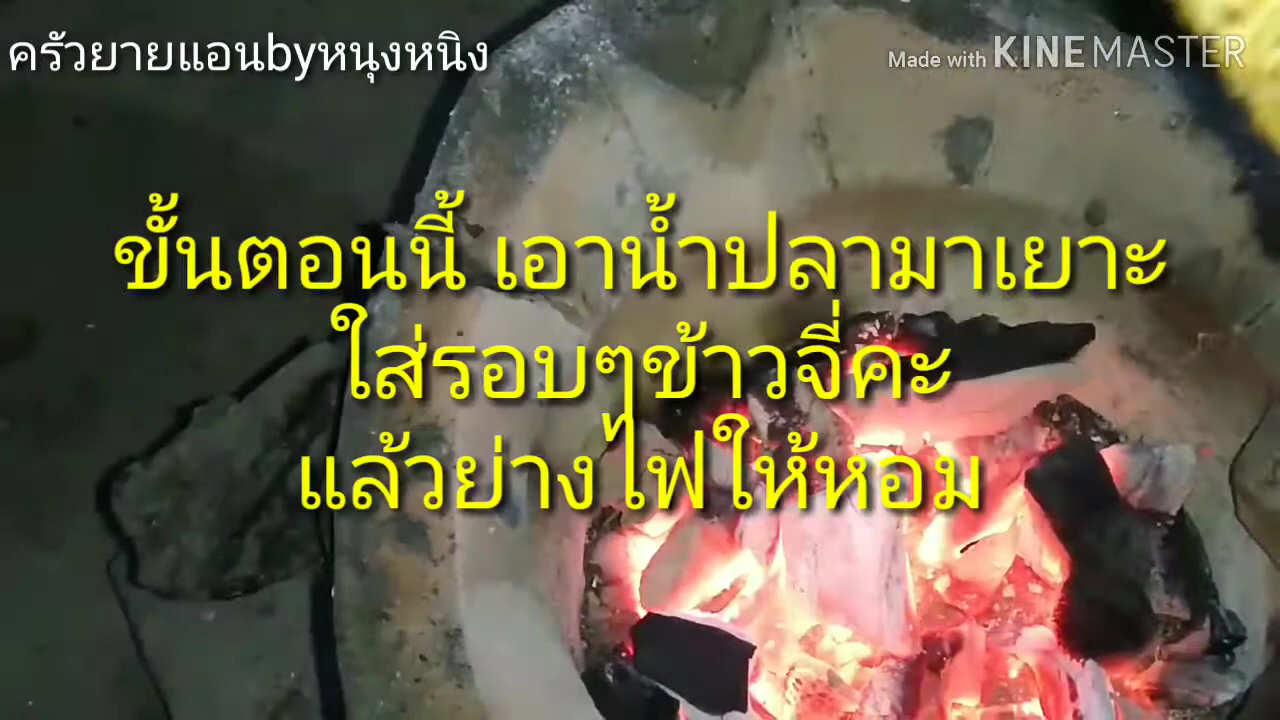 ครัวยายแอนbyหนุงหนิง
Made with KINEMASTER
ขั้นตอนนี้ เอาน้ำปลามาเยาะ
ใส่รอบๆข้าวจี่คะ
แล้วย่างไฟให้หอม